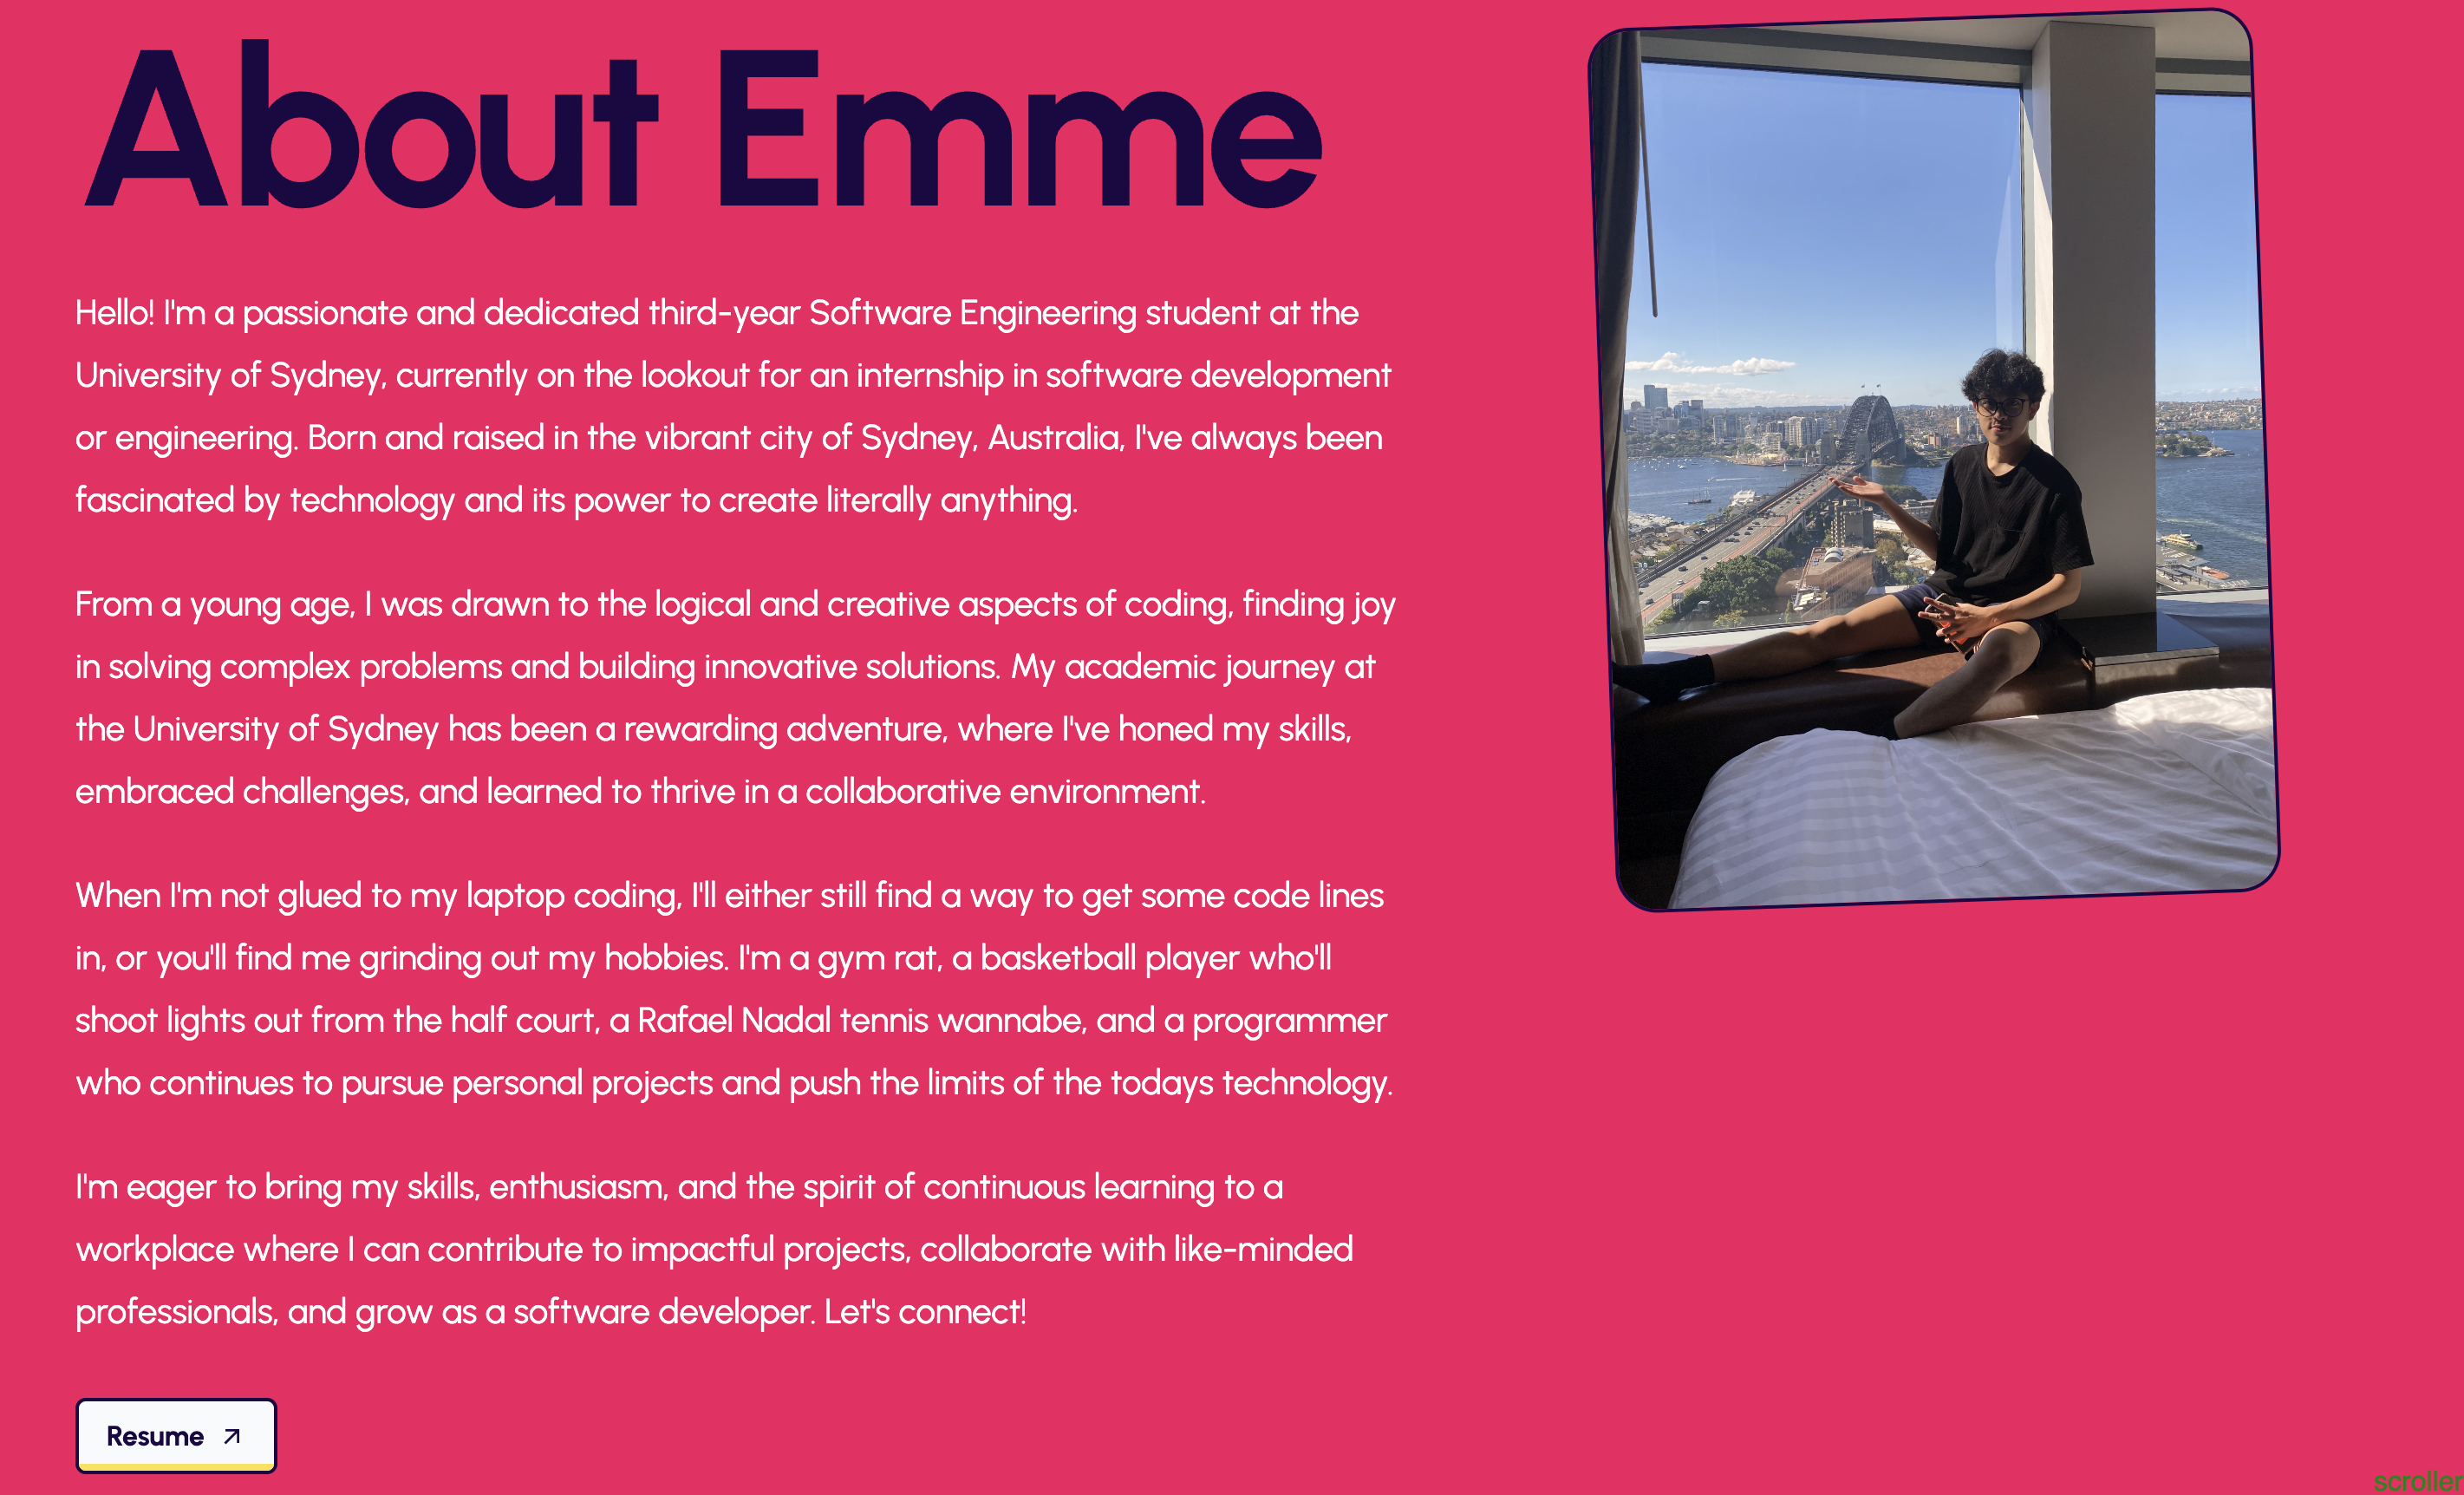 About Emme
Hello! I'm a passionate and dedicated third-year Software Engineering student at the
University of Sydney, currently on the lookout for an internship in software development
or engineering. Born and raised in the vibrant city of Sydney, Australia, I've always been
fascinated by technology and its power to create literally anything.
From a young age, I was drawn to the logical and creative aspects of coding, finding joy
in solving complex problems and building innovative solutions. My academic journey at
the University of Sydney has been a rewarding adventure, where I've honed my skills,
embraced challenges, and learned to thrive in a collaborative environment.
When I'm not glued to my laptop coding, I'll either still find a way to get some code lines
in, or you'll find me grinding out my hobbies. I'm a gym rat, a basketball player who'll
shoot lights out from the half court, a Rafael Nadal tennis wannabe, and a programmer
who continues to pursue personal projects and push the limits of the todays technology.
I'm eager to bring my skills, enthusiasm, and the spirit of continuous learning to a
workplace where I can contribute to impactful projects, collaborate with like-minded
professionals, and grow as a software developer. Let's connect!
Resume
scroller